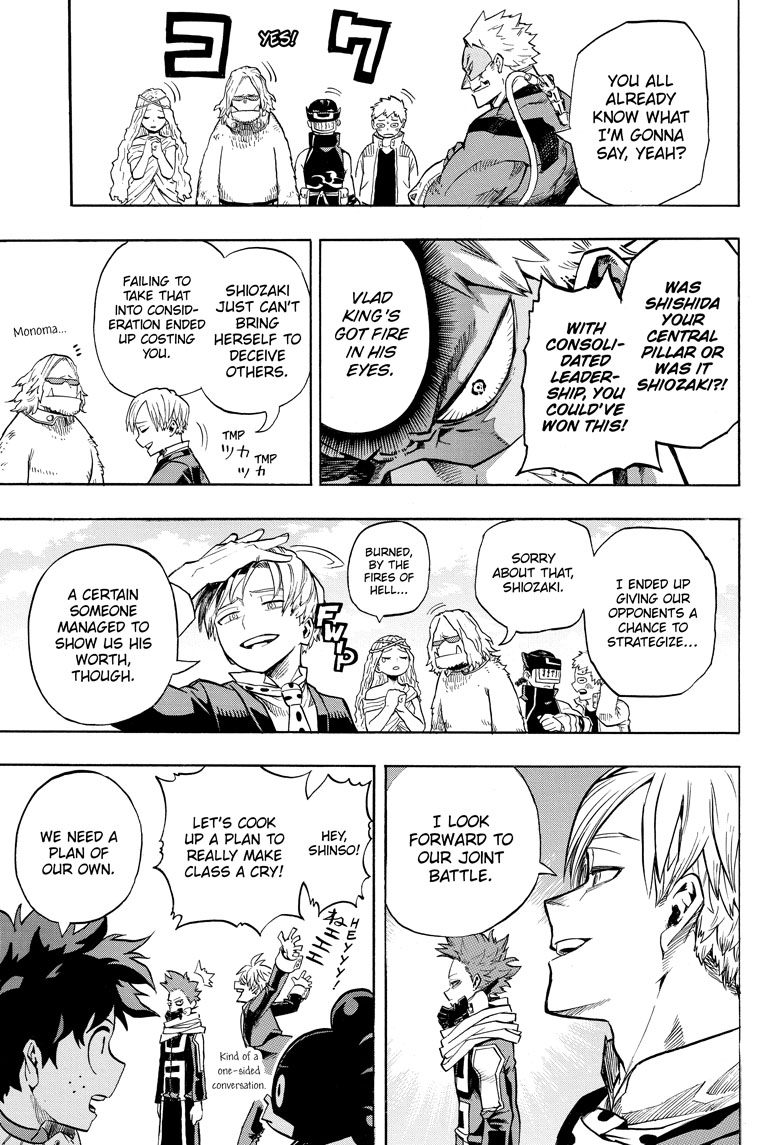 YOU ALL
ALREADY
KNOW WHAT
I'M GONNA
SAY, YEAH?
YES!
コク
WAS
SHISHIDA
YOUR
CENTRAL
PILLAR OR
WAS IT
SHIOZAKI?!
WITH
CONSOLI-
DATED
LEADER-
SHIP, YOU
COULD'VE
WON THIS!
VLAD
KING'S
GOT FIRE
IN HIS
EYES.
SHIOZAKI
JUST CAN'T
BRING
HERSELF TO
DECEIVE
OTHERS.
FAILING TO
TAKE THAT
INTO CONSID-
ERATION ENDED
UP COSTING
YOU.
Monoma...
TMP
ツカ
TMP
ツカ
I ENDED UP
GIVING OUR
OPPONENTS A
CHANCE TO
STRATEGIZE...
SORRY
ABOUT THAT,
SHIOZAKI.
BURNED,
BY THE
FIRES OF
HELL...
FWIP
A CERTAIN
SOMEONE
MANAGED TO
SHOW US HIS
WORTH,
THOUGH.
I LOOK
FORWARD TO
OUR JOINT
BATTLE.
HEY,
SHINSO!
LET'S COOK
UP A PLAN TO
REALLY MAKE
CLASS A CRY!
HEYYY!
ねエエエ
Kind of a
one-sided
conversation.
WE NEED A
PLAN OF
OUR OWN.